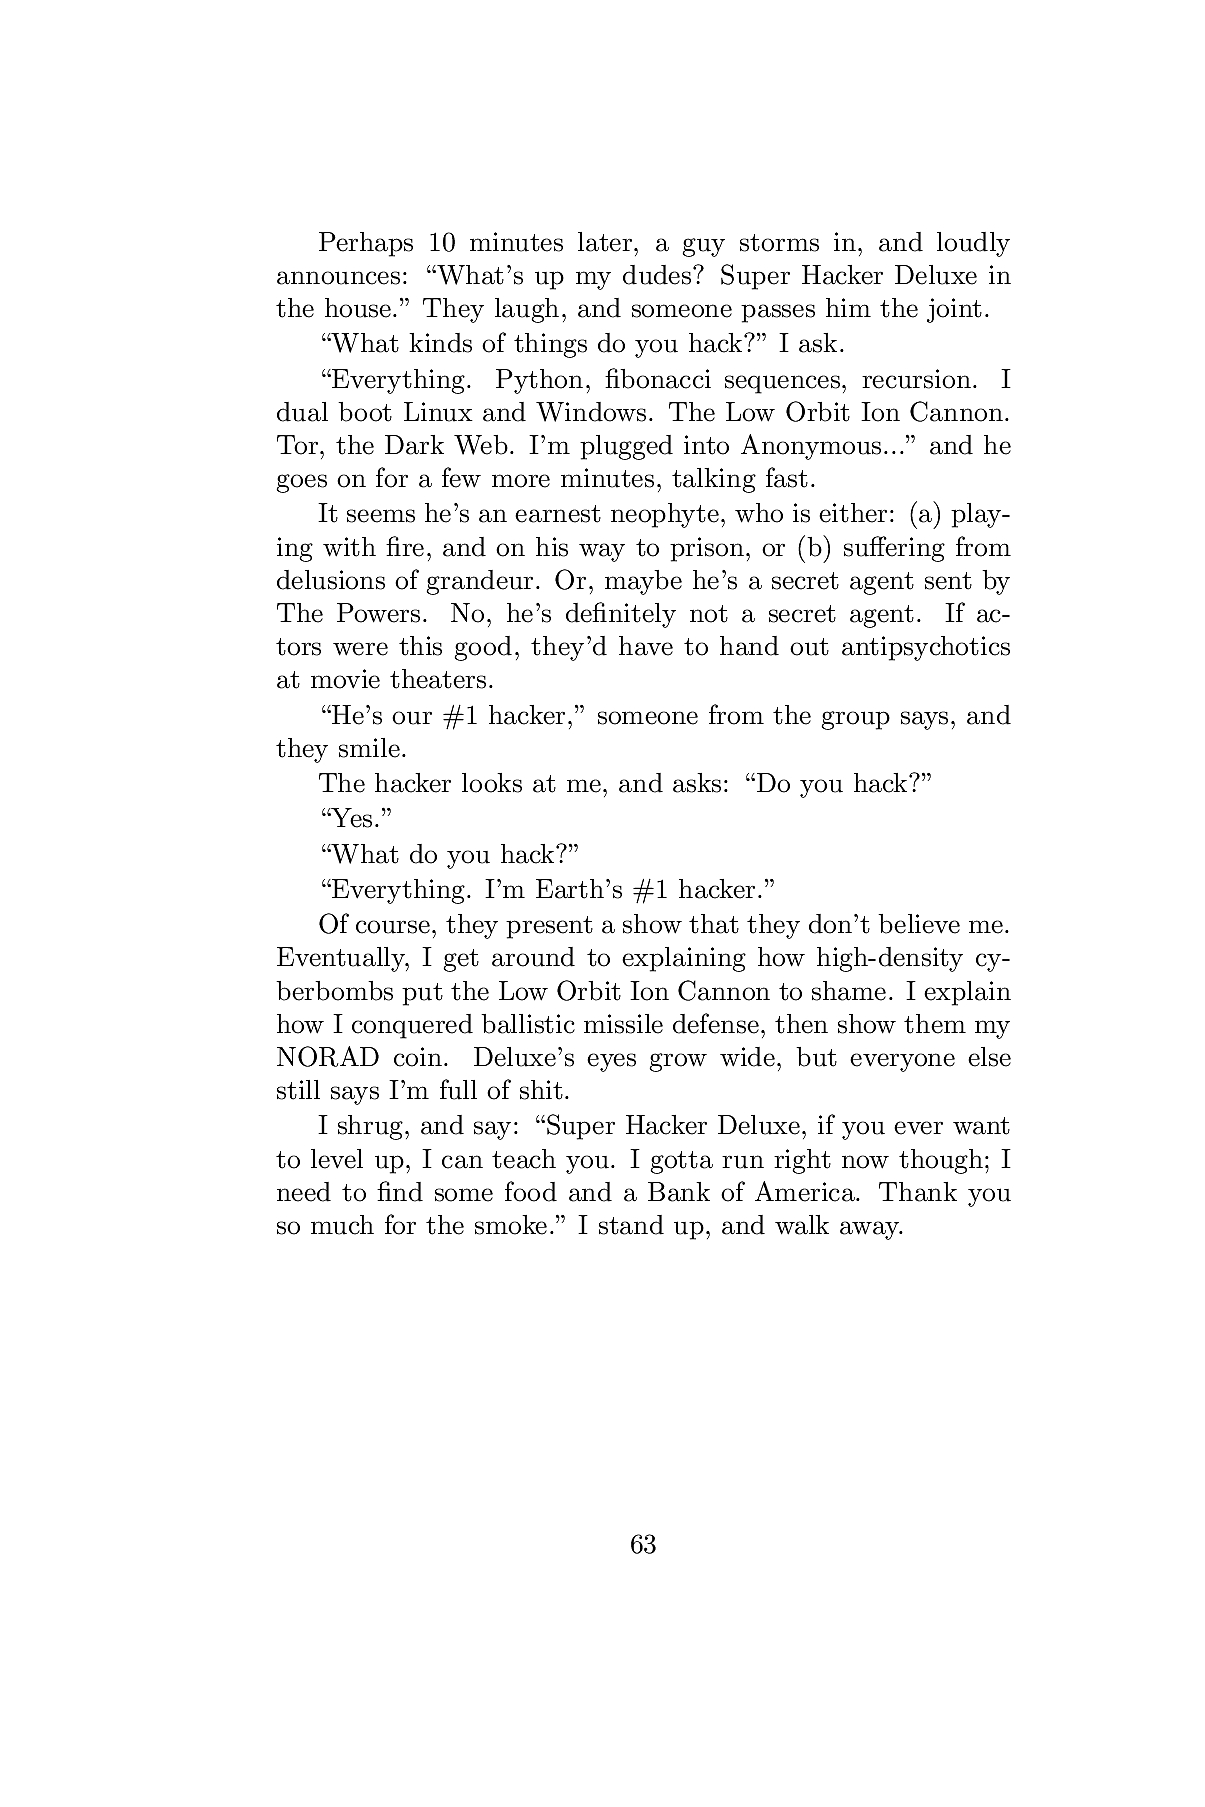 Perhaps 10 minutes later, a guy storms in, and loudly
announces: “What’s up my dudes? Super Hacker Deluxe in
the house.” They laugh, and someone passes him the joint.
“What kinds of things do you hack?” I ask.
“Everything. Python, fibonacci sequences, recursion. I
dual boot Linux and Windows. The Low Orbit Ion Cannon.
Tor, the Dark Web. I’m plugged into Anonymous...” and he
goes on for a few more minutes, talking fast.
It seems he’s an earnest neophyte, who is either: (a) play-
ing with fire, and on his way to prison, or (b) suffering from
delusions of grandeur. Or, maybe he’s a secret agent sent by
The Powers. No, he’s definitely not a secret agent. If ac-
tors were this good, they’d have to hand out antipsychotics
at movie theaters.
“He’s our #1 hacker,” someone from the group says, and
they smile.
The hacker looks at me, and asks: “Do you hack?”
“Yes.”
“What do you hack?”
“Everything. I’m Earth’s #1 hacker.”
Of course, they present a show that they don’t believe me.
Eventually, I get around to explaining how high-density cy-
berbombs put the Low Orbit Ion Cannon to shame. I explain
how I conquered ballistic missile defense, then show them my
NORAD coin. Deluxe’s eyes grow wide, but everyone else
still says I’m full of shit.
I shrug, and say: “Super Hacker Deluxe, if you ever want
to level up, I can teach you. I gotta run right now though; I
need to find some food and a Bank of America. Thank you
so much for the smoke.” I stand up, and walk away.
63